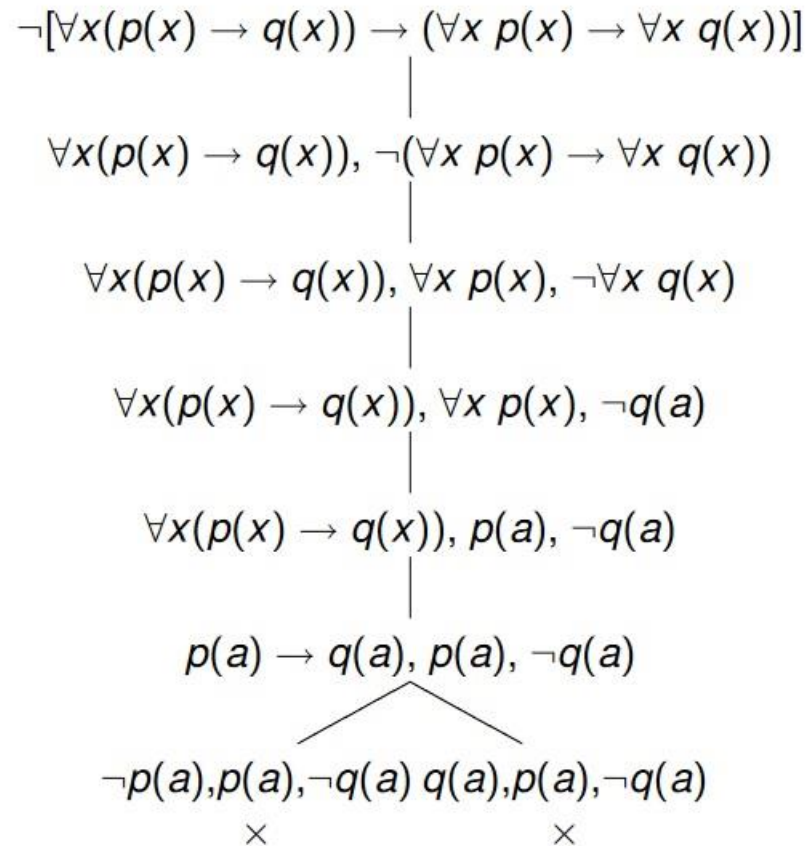 ¬[∀x(p(x) → q(x)) → (∀x p(x) → ∀x q(x))]
∀x(p(x) → q(x)), ¬(∀x p(x) → ∀x q(x))
∀x(p(x) → q(x)), ∀x p(x), ¬∀x q(x)
∀x(p(x) → q(x)), ∀x p(x), ¬q(a)
∀x(p(x) → q(x)), p(a), ¬q(a)
p(a) → q(a), p(a), ¬q(a)
¬p(a),p(a),¬q(a) q(a),p(a),¬q(a)
× ×